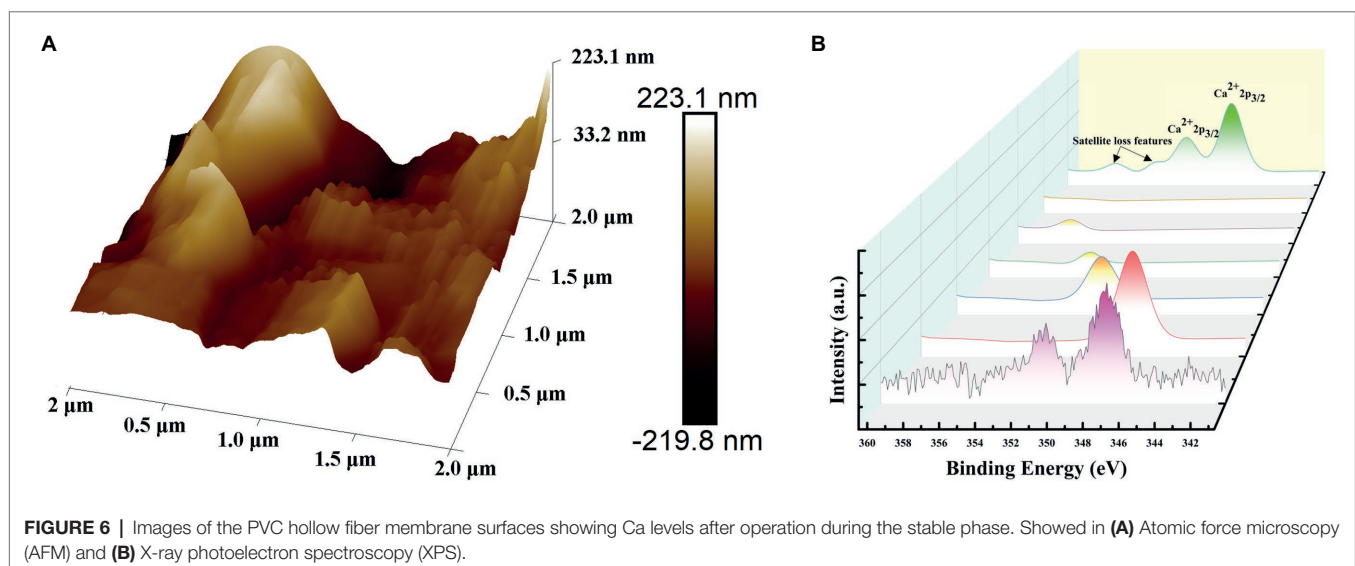 A
223.1 nm
33.2 nm
2.0 µm
1.5 µm
1.0 µm
0.5 µm
2 µm
0.5 µm
1.0 µm
1.5 µm
2.0 µm
223.1 nm
-219.8 nm
B
Ca2+ 2p3/2
Ca2+ 2p3/2
Satellite loss features
Intensity (a.u.)
360 358 356 354 352 350 348 346 344 342
Binding Energy (eV)
FIGURE 6 | Images of the PVC hollow fiber membrane surfaces showing Ca levels after operation during the stable phase. Showed in (A) Atomic force microscopy
(AFM) and (B) X-ray photoelectron spectroscopy (XPS).